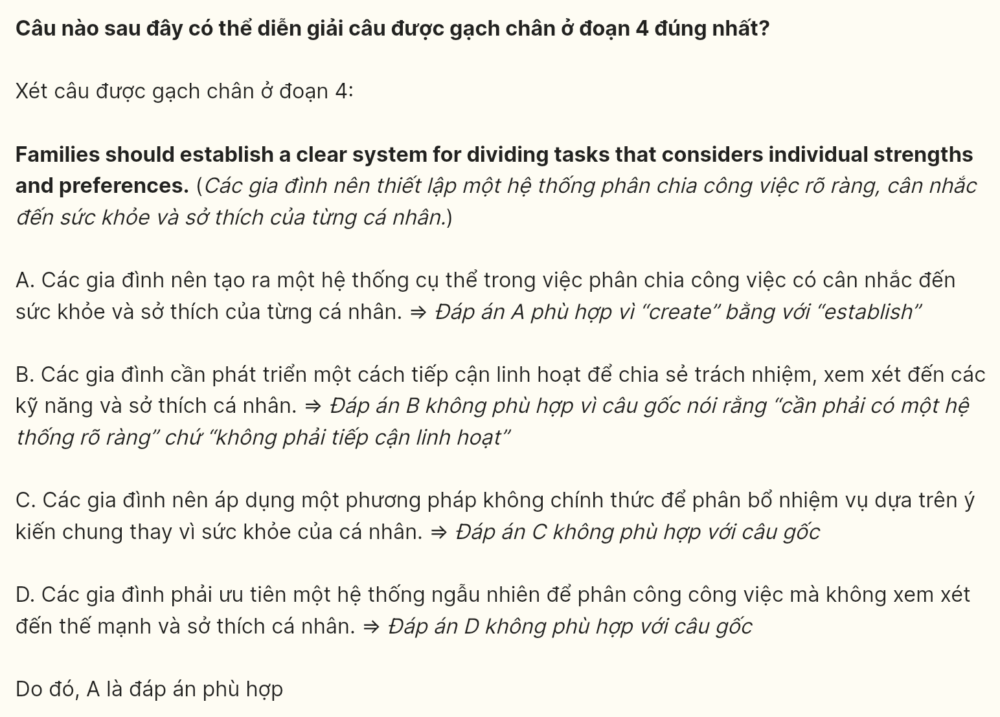 Câu nào sau đây có thể diễn giải câu được gạch chân ở đoạn 4 đúng nhất?
Xét câu được gạch chân ở đoạn 4:
Families should establish a clear system for dividing tasks that considers individual strengths
and preferences. (Các gia đình nên thiết lập một hệ thống phân chia công việc rõ ràng, cân nhắc
đến sức khỏe và sở thích của từng cá nhân.)
A. Các gia đình nên tạo ra một hệ thống cụ thể trong việc phân chia công việc có cân nhắc đến
sức khỏe và sở thích của từng cá nhân. ⇒ Đáp án A phù hợp vì “create” bằng với “establish”
B. Các gia đình cần phát triển một cách tiếp cận linh hoạt để chia sẻ trách nhiệm, xem xét đến các
kỹ năng và sở thích cá nhân. ⇒ Đáp án B không phù hợp vì câu gốc nói rằng “cần phải có một hệ
thống rõ ràng” chứ “không phải tiếp cận linh hoạt”
C. Các gia đình nên áp dụng một phương pháp không chính thức để phân bổ nhiệm vụ dựa trên ý
kiến chung thay vì sức khỏe của cá nhân. ⇒ Đáp án C không phù hợp với câu gốc
D. Các gia đình phải ưu tiên một hệ thống ngẫu nhiên để phân công công việc mà không xem xét
đến thế mạnh và sở thích cá nhân. ⇒ Đáp án D không phù hợp với câu gốc
Do đó, A là đáp án phù hợp